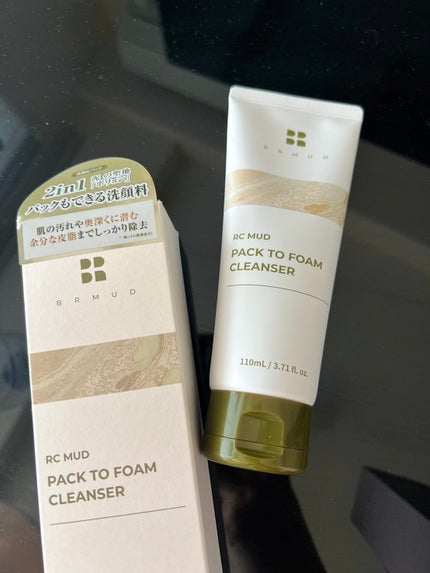 2in1
パックもできる洗顔料
肌の汚れや奥深くに潜む
余分な皮脂までしっかり除去
BRMUD
RC MUD
PACK TO FOAM
CLEANSER
BRMUD
RC MUD
PACK TO FOAM
CLEANSER
110mL / 3.71 fl. oz.